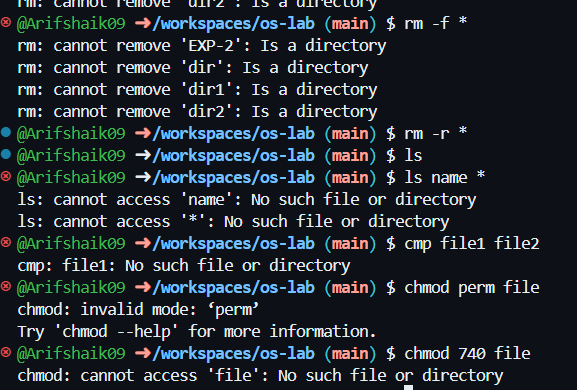 rm: cannot remove 'dir2': Is a directory
@Arifshaik09 ➜/workspaces/os-lab (main) $ rm -f *
rm: cannot remove 'EXP-2': Is a directory
rm: cannot remove 'dir': Is a directory
rm: cannot remove 'dir1': Is a directory
rm: cannot remove 'dir2': Is a directory
@Arifshaik09 ➜/workspaces/os-lab (main) $ rm -r *
@Arifshaik09 ➜/workspaces/os-lab (main) $ ls
@Arifshaik09 ➜/workspaces/os-lab (main) $ ls name *
ls: cannot access 'name': No such file or directory
ls: cannot access '*': No such file or directory
@Arifshaik09 ➜/workspaces/os-lab (main) $ cmp file1 file2
cmp: file1: No such file or directory
@Arifshaik09 ➜/workspaces/os-lab (main) $ chmod perm file
chmod: invalid mode: ‘perm’
Try 'chmod --help' for more information.
@Arifshaik09 ➜/workspaces/os-lab (main) $ chmod 740 file
chmod: cannot access 'file': No such file or directory